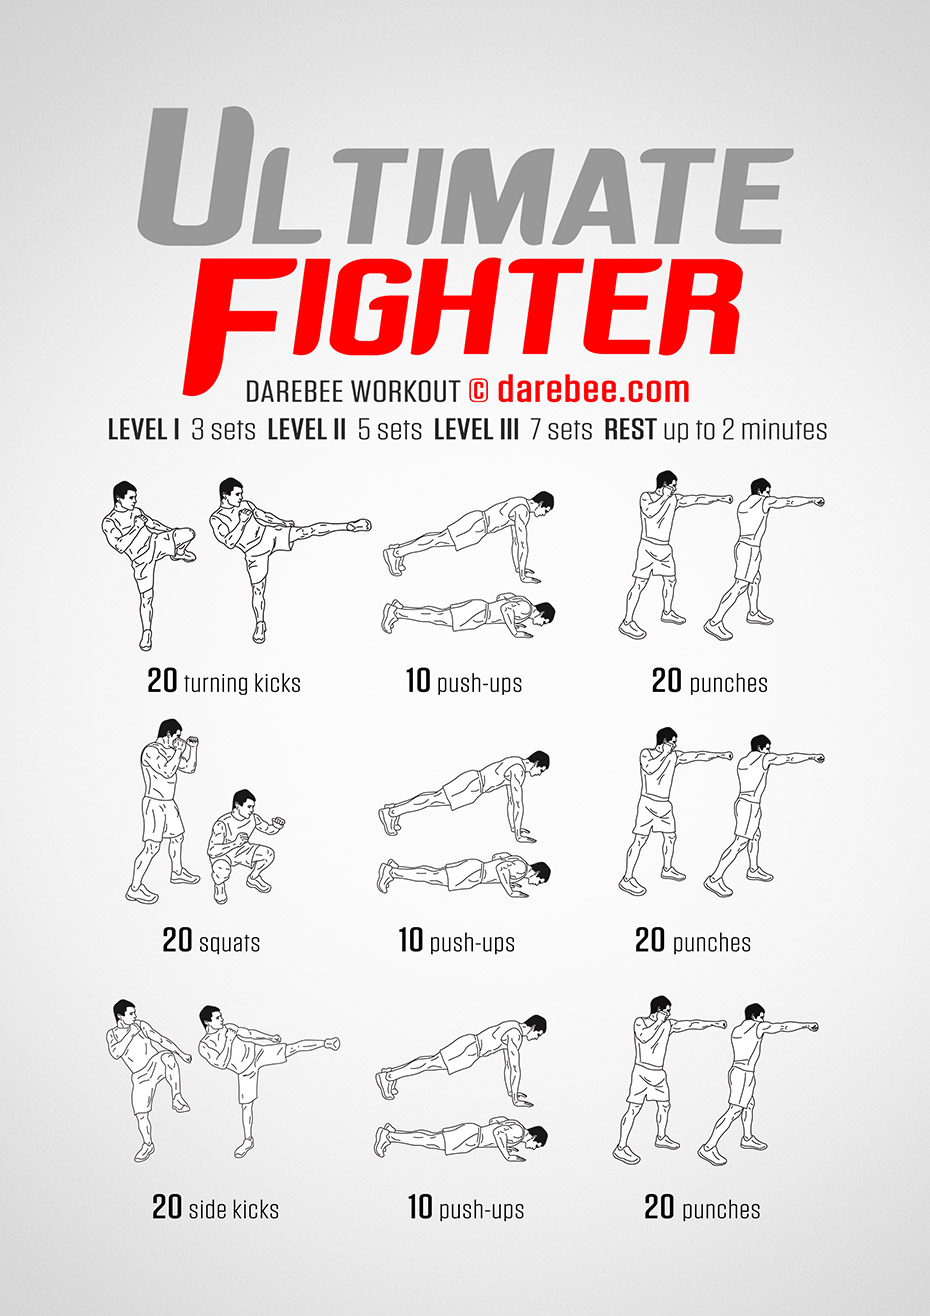 ULTIMATE
FIGHTER
DAREBEE WORKOUT © darebee.com
LEVEL I 3 sets LEVEL II 5 sets LEVEL III 7 sets REST up to 2 minutes
20 turning kicks
10 push-ups
20 punches
20 squats
10 push-ups
20 punches
20 side kicks
10 push-ups
20 punches